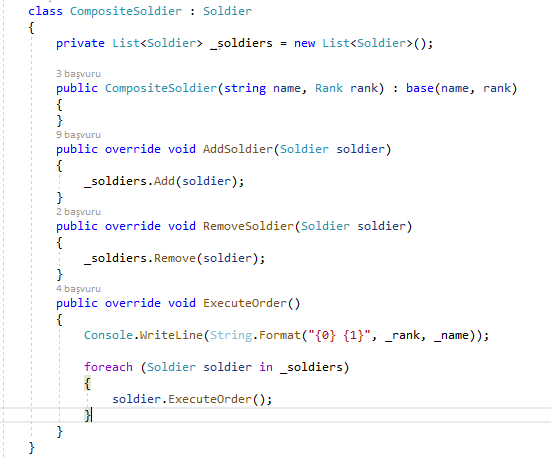 class CompositeSoldier : Soldier
{
    private List<Soldier> _soldiers = new List<Soldier>();

    3 başvuru
    public CompositeSoldier(string name, Rank rank) : base(name, rank)
    {
    }
    9 başvuru
    public override void AddSoldier(Soldier soldier)
    {
        _soldiers.Add(soldier);
    }
    2 başvuru
    public override void RemoveSoldier(Soldier soldier)
    {
        _soldiers.Remove(soldier);
    }
    4 başvuru
    public override void ExecuteOrder()
    {
        Console.WriteLine(String.Format("{0} {1}", _rank, _name));

        foreach (Soldier soldier in _soldiers)
        {
            soldier.ExecuteOrder();
        }
    }
}